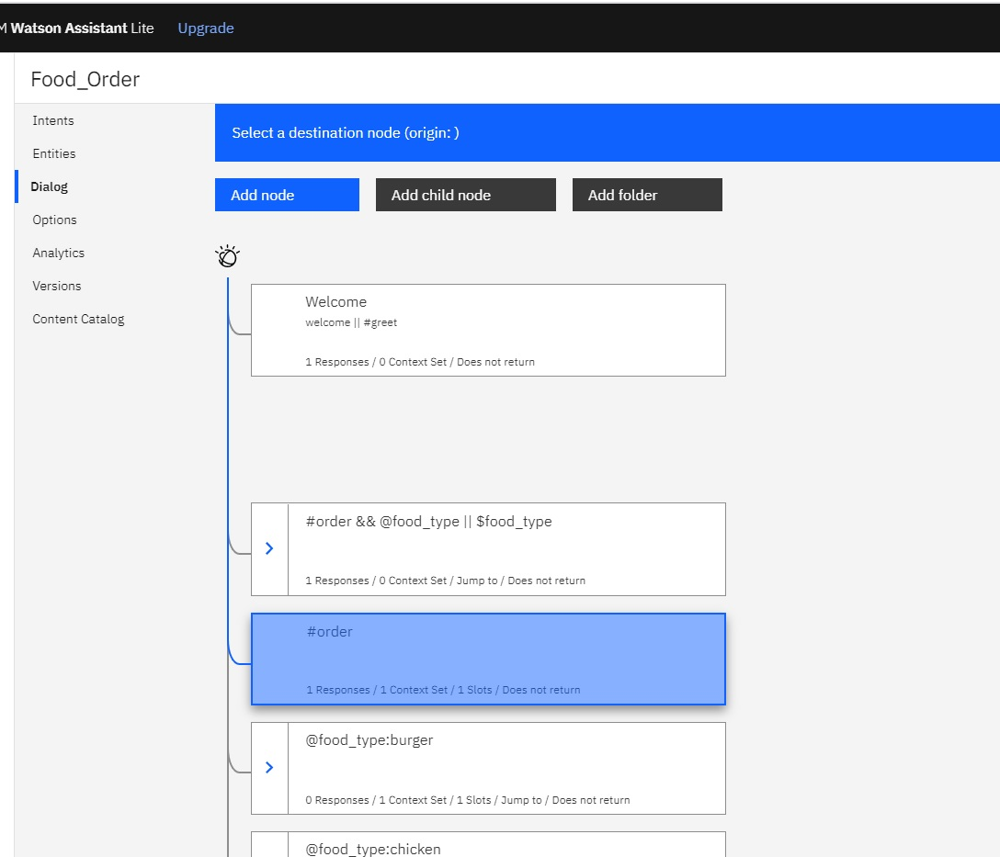 M Watson Assistant Lite Upgrade
Food_Order
Intents
Entities
Dialog
Options
Analytics
Versions
Content Catalog
Select a destination node (origin: )
Add node Add child node Add folder
Welcome
welcome || #greet
1 Responses / 0 Context Set / Does not return
#order && @food_type || $food_type
1 Responses / 0 Context Set / Jump to / Does not return
#order
1 Responses / 1 Context Set / 1 Slots / Does not return
@food_type:burger
0 Responses / 1 Context Set / 1 Slots / Jump to / Does not return
@food_type:chicken